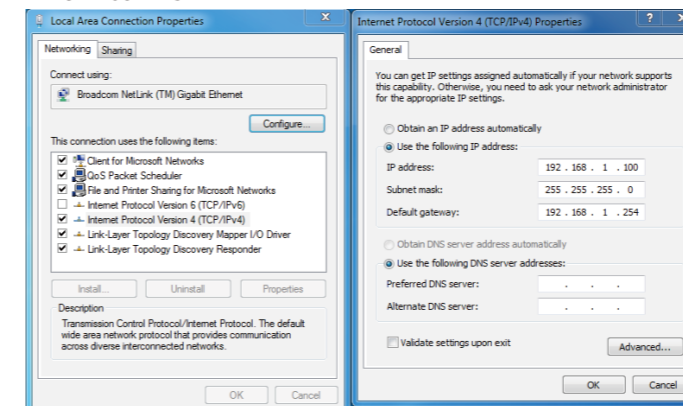 Local Area Connection Properties
X
Networking
Sharing
Connect using:
Broadcom NetLink (TM) Gigabit Ethernet
Configure...
This connection uses the following items:
Client for Microsoft Networks
QoS Packet Scheduler
File and Printer Sharing for Microsoft Networks
Internet Protocol Version 6 (TCP/IPv6)
Internet Protocol Version 4 (TCP/IPv4)
Link-Layer Topology Discovery Mapper I/O Driver
Link-Layer Topology Discovery Responder
Install...
Uninstall
Properties
Description
Transmission Control Protocol/Internet Protocol. The default
wide area network protocol that provides communication
across diverse interconnected networks.
OK
Cancel
Internet Protocol Version 4 (TCP/IPv4) Properties
?
General
You can get IP settings assigned automatically if your network supports
this capability. Otherwise, you need to ask your network administrator
for the appropriate IP settings.
Obtain an IP address automatically
Use the following IP address:
IP address: 192 . 168 . 1 . 100
Subnet mask: 255 . 255 . 255 . 0
Default gateway: 192 . 168 . 1 . 254
Obtain DNS server address automatically
Use the following DNS server addresses:
Preferred DNS server: . . .
Alternate DNS server: . . .
Validate settings upon exit
Advanced...
OK
Cancel